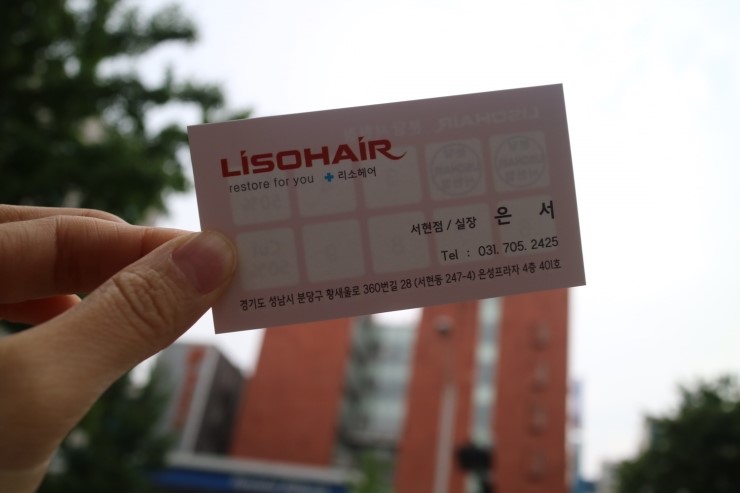 LiSOHAIR
restore for you ✚ 리소헤어
서현점 / 실장 은 서
Tel : 031. 705. 2425
경기도 성남시 분당구 황새울로 360번길 28 (서현동 247-4) 은성프라자 4층 401호